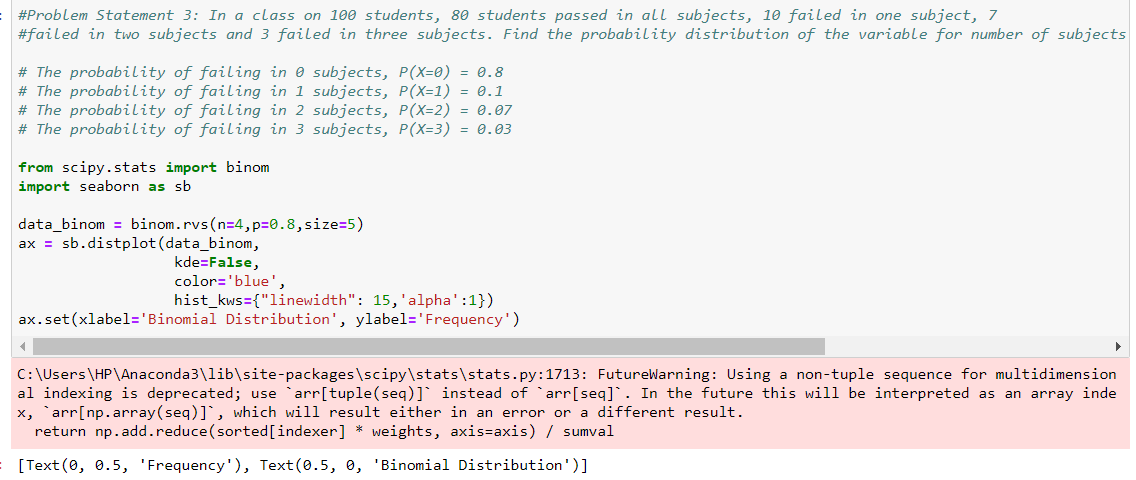 #Problem Statement 3: In a class on 100 students, 80 students passed in all subjects, 10 failed in one subject, 7
#failed in two subjects and 3 failed in three subjects. Find the probability distribution of the variable for number of subjects
# The probability of failing in 0 subjects, P(X=0) = 0.8
# The probability of failing in 1 subjects, P(X=1) = 0.1
# The probability of failing in 2 subjects, P(X=2) = 0.07
# The probability of failing in 3 subjects, P(X=3) = 0.03
from scipy.stats import binom
import seaborn as sb
data_binom = binom.rvs(n=4,p=0.8,size=5)
ax = sb.distplot(data_binom,
kde=False,
color='blue',
hist_kws={"linewidth": 15,'alpha':1})
ax.set(xlabel='Binomial Distribution', ylabel='Frequency')
C:\Users\HP\Anaconda3\lib\site-packages\scipy\stats\stats.py:1713: FutureWarning: Using a non-tuple sequence for multidimension
al indexing is deprecated; use `arr[tuple(seq)]` instead of `arr[seq]`. In the future this will be interpreted as an array inde
x, `arr[np.array(seq)]`, which will result either in an error or a different result.
return np.add.reduce(sorted[indexer] * weights, axis=axis) / sumval
[Text(0, 0.5, 'Frequency'), Text(0.5, 0, 'Binomial Distribution')]